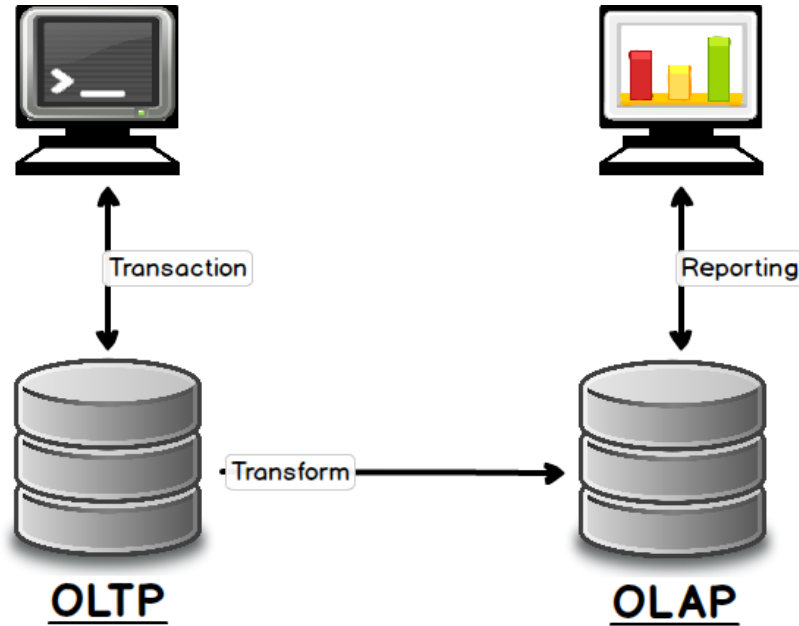 >_
Transaction
Reporting
Transform
OLTP
OLAP